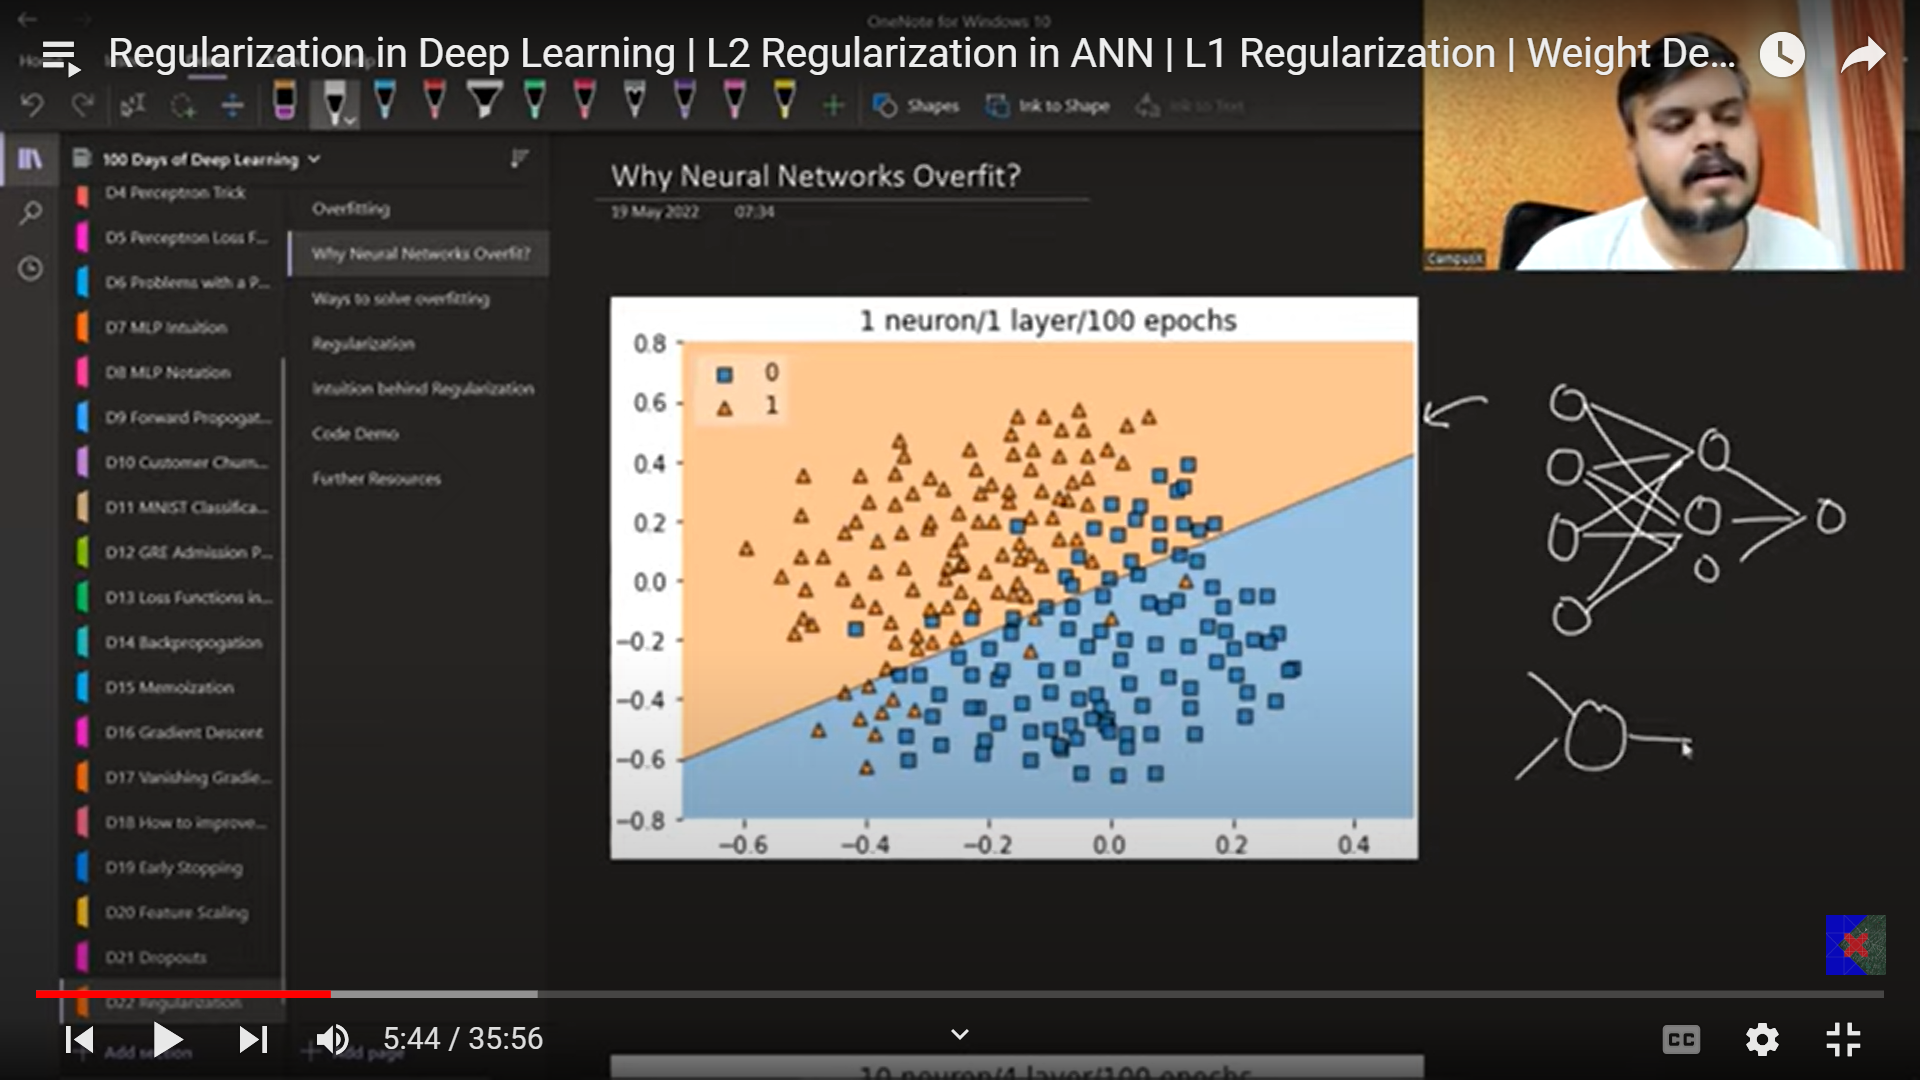 OneNote for Windows 10
Regularization in Deep Learning | L2 Regularization in ANN | L1 Regularization | Weight De...
Shapes
Ink to Shape
Ink to Text
100 Days of Deep Learning
D4 Perceptron Trick
D5 Perceptron Loss F...
D6 Problems with a P...
D7 MLP Intuition
D8 MLP Notation
D9 Forward Propogat...
D10 Customer Churn...
D11 MNIST Classifica...
D12 GRE Admission P...
D13 Loss Functions in...
D14 Backpropogation
D15 Memoization
D16 Gradient Descent
D17 Vanishing Gradie...
D18 How to improve...
D19 Early Stopping
D20 Feature Scaling
D21 Dropouts
D22 Regularization
Add section
Overfitting
Why Neural Networks Overfit?
Ways to solve overfitting
Regularization
Intuition behind Regularization
Code Demo
Further Resources
Add page
Why Neural Networks Overfit?
19 May 2022 07:34
CampusX
1 neuron/1 layer/100 epochs
0
1
0.8
0.6
0.4
0.2
0.0
−0.2
−0.4
−0.6
−0.8
−0.6 −0.4 −0.2 0.0 0.2 0.4
5:44 / 35:56
CC
10 neuron/4 layer/100 epochs